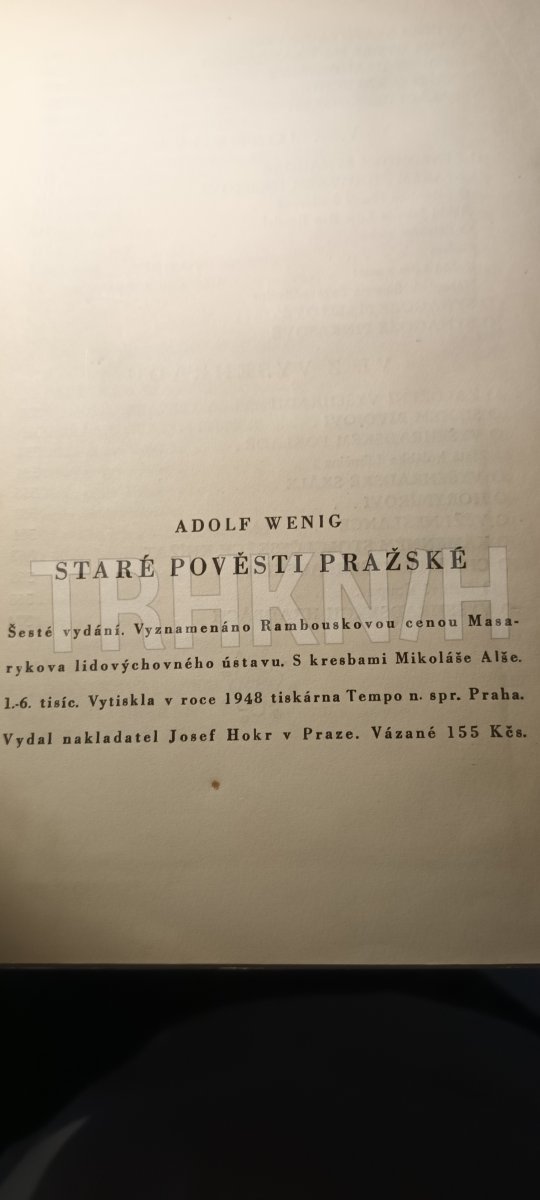 ADOLF WENIG
STARÉ POVĚSTI PRAŽSKÉ
TRHKNIH
Šesté vydání. Vyznamenáno Rambouskovou cenou Masa-
rykova lidovýchovného ústavu. S kresbami Mikoláše Alše.
1.-6. tisíc. Vytiskla v roce 1948 tiskárna Tempo n. spr. Praha.
Vydal nakladatel Josef Hokr v Praze. Vázané 155 Kčs.